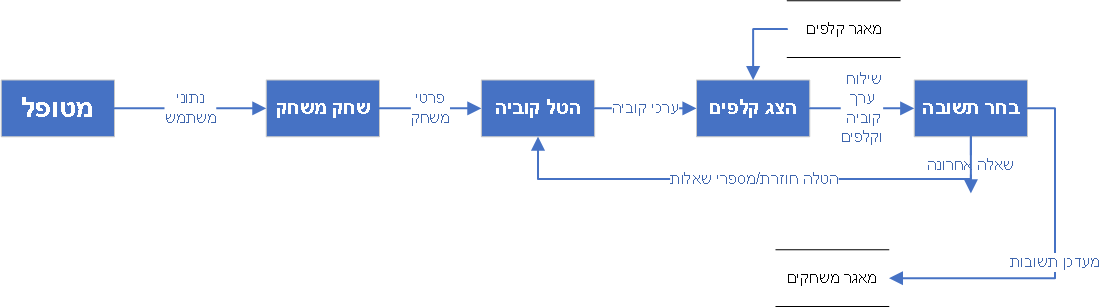 מאגר קלפים
מטופל
נתוני
משתמש
שחק משחק
פרטי
משחק
הטל קוביה
ערכי קוביה
הצג קלפים
שילוח
ערך
קוביה
וקלפים
בחר תשובה
שאלה אחרונה
הטלה חוזרת/מספרי שאלות
מעדכן תשובות
מאגר משחקים